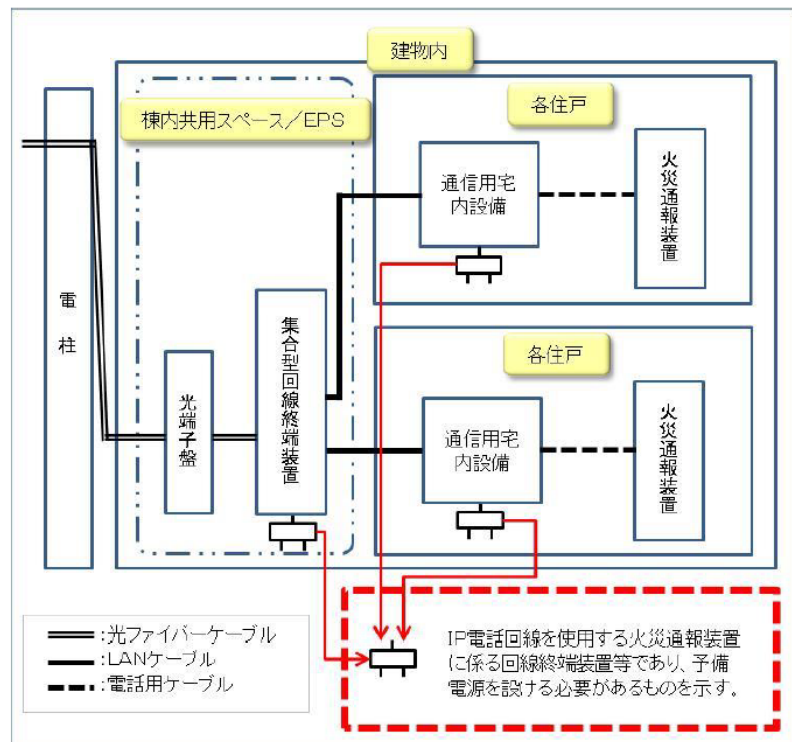 建物内
棟内共用スペース／EPS
各住戸
通信用宅
内設備
火災通報装置
電柱
集合型回線終端装置
光端子盤
各住戸
通信用宅
内設備
火災通報装置
:光ファイバーケーブル
:LANケーブル
:電話用ケーブル
IP電話回線を使用する火災通報装置
に係る回線終端装置等であり、予備
電源を設ける必要があるものを示す。